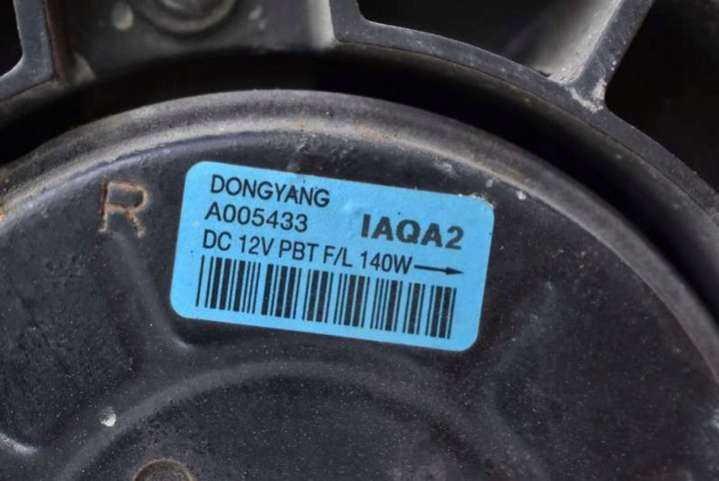 R
DONGYANG
A005433
IAQA2
DC 12V PBT F/L 140W→